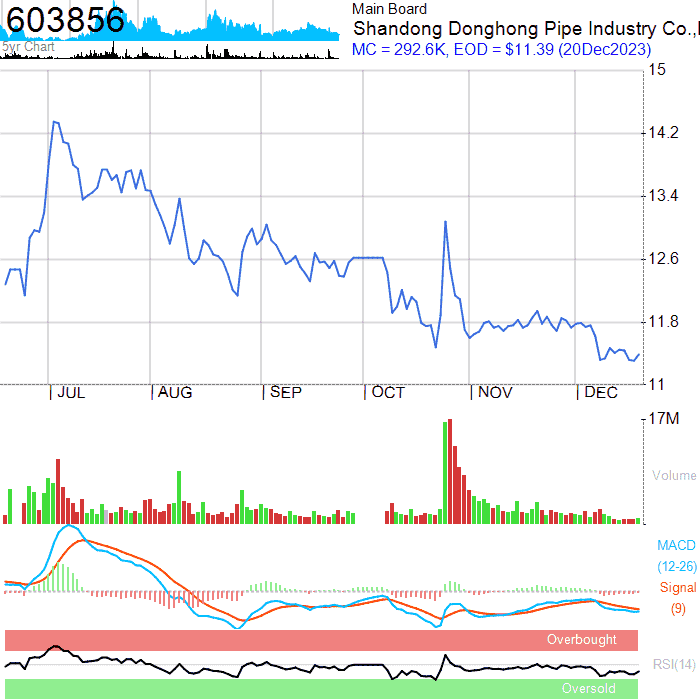 603856
5yr Chart
Main Board
Shandong Donghong Pipe Industry Co.,
MC = 292.6K, EOD = $11.39 (20Dec2023)
15
14.2
13.4
12.6
11.8
11
JUL
AUG
SEP
OCT
NOV
DEC
17M
Volume
MACD
(12-26)
Signal
(9)
Overbought
RSI(14)
Oversold